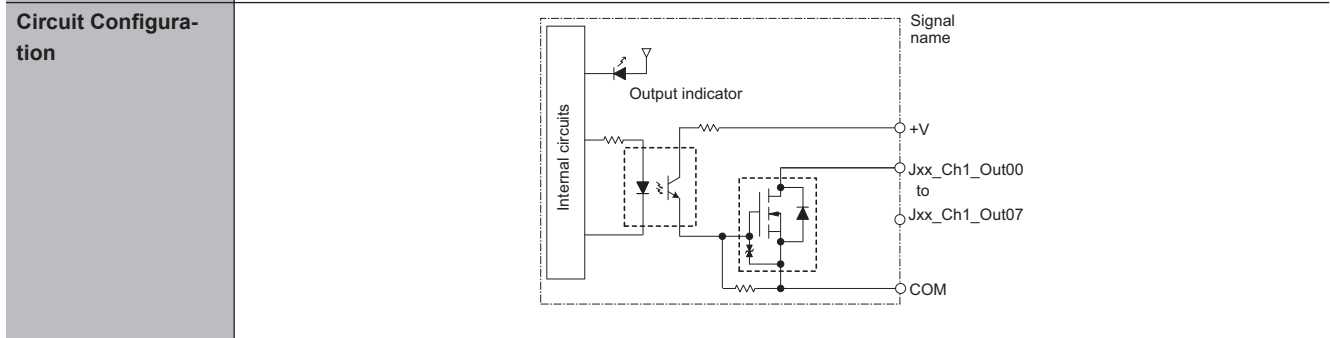 Circuit Configura-
tion
Signal
name
Output indicator
Internal circuits
+V
Jxx_Ch1_Out00
to
Jxx_Ch1_Out07
COM